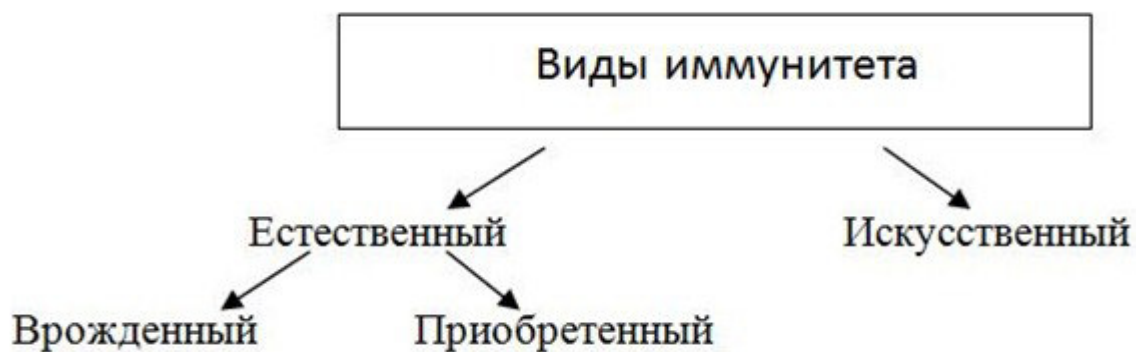 Виды иммунитета
Естественный Искусственный
Врожденный Приобретенный